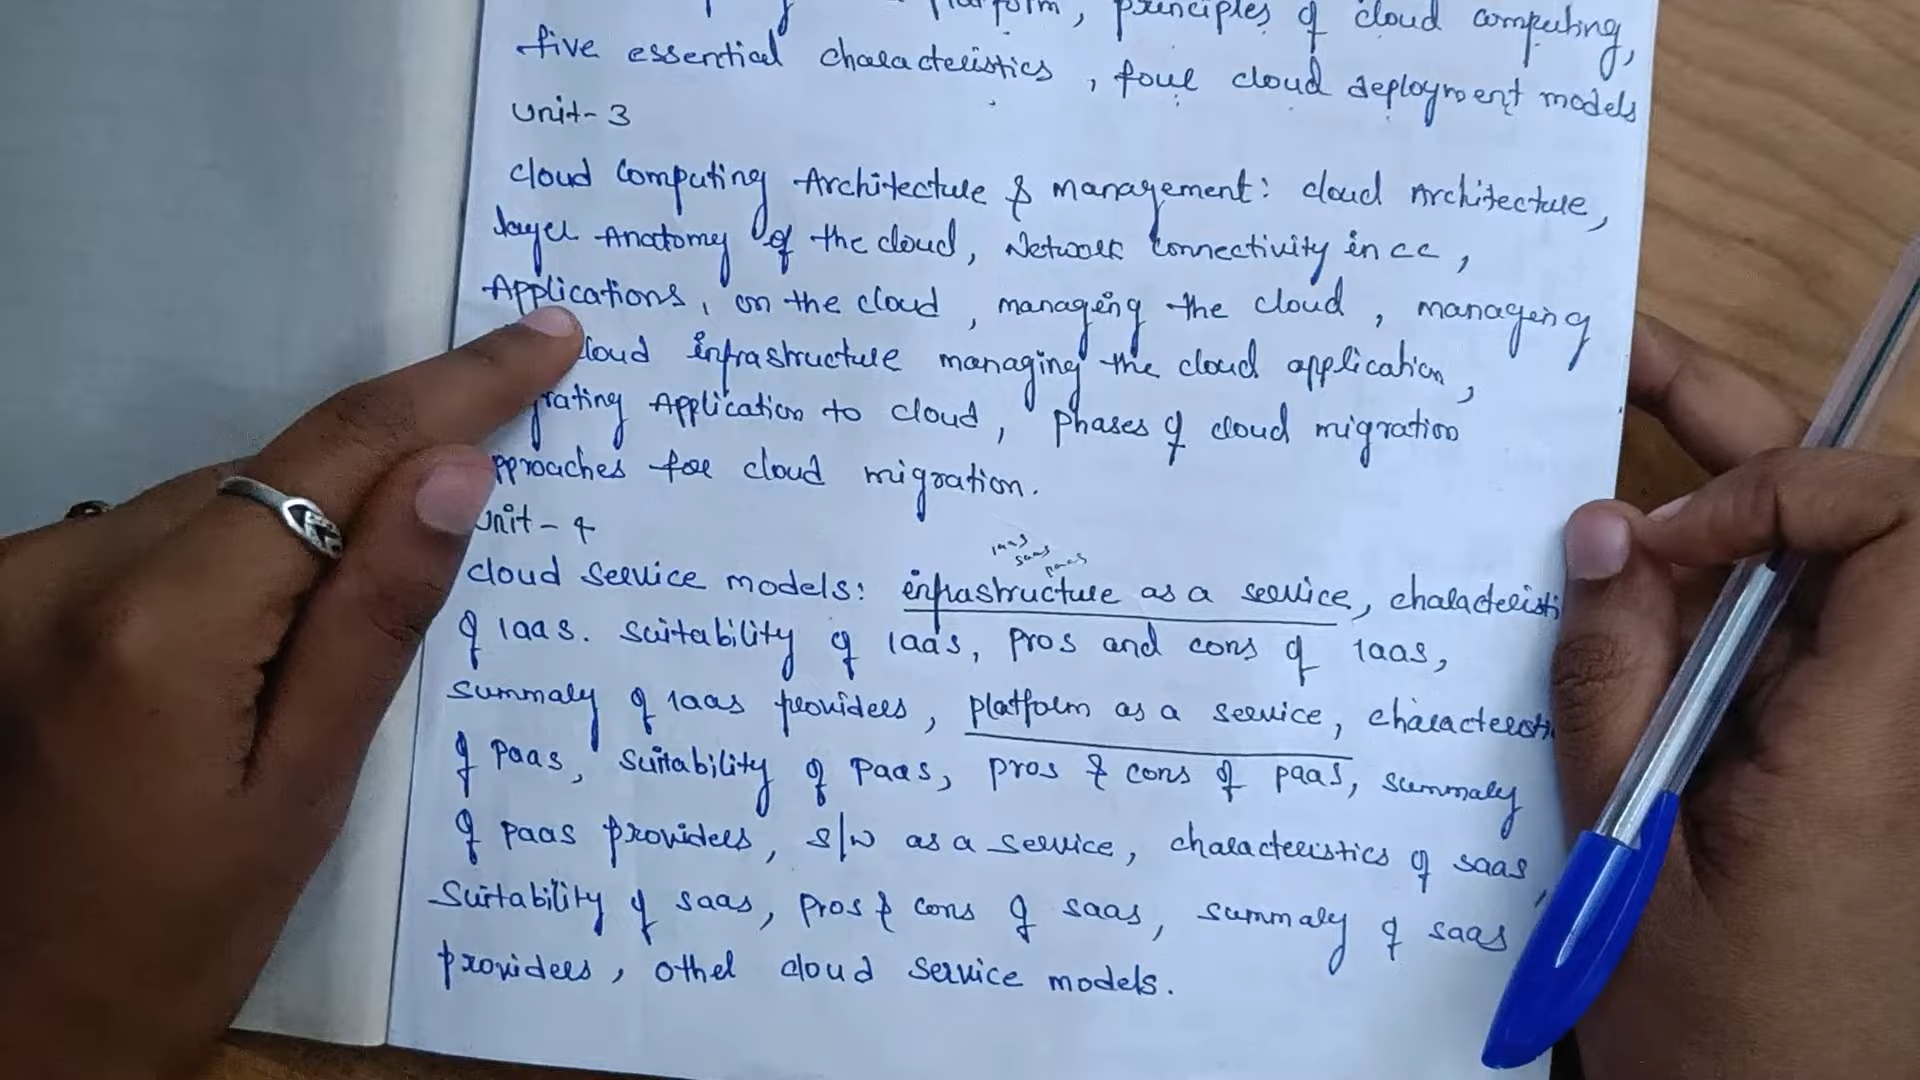 platform, principles of cloud computing,
five essential characteristics, four cloud deployment models
Unit-3
cloud Computing Architecture & management: cloud Architecture,
layer Anatomy of the cloud, Network Connectivity in CC,
Applications, on the cloud, managing the cloud, managing
cloud infrastructure managing the cloud application,
grating Application to cloud, phases of cloud migration
pproaches for cloud migration.
Unit-4
iaas
saas
paas
cloud Service models: infrastructure as a service, characteristi
of iaas. Suitability of iaas, pros and cons of iaas,
summary of iaas providers, platform as a service, characteristi
of paas, suitability of paas, pros & cons of paas, summary
of paas providers, s/w as a service, characteristics of saas,
Suitability of saas, pros & cons of saas, summary of saas
providers, other cloud service models.